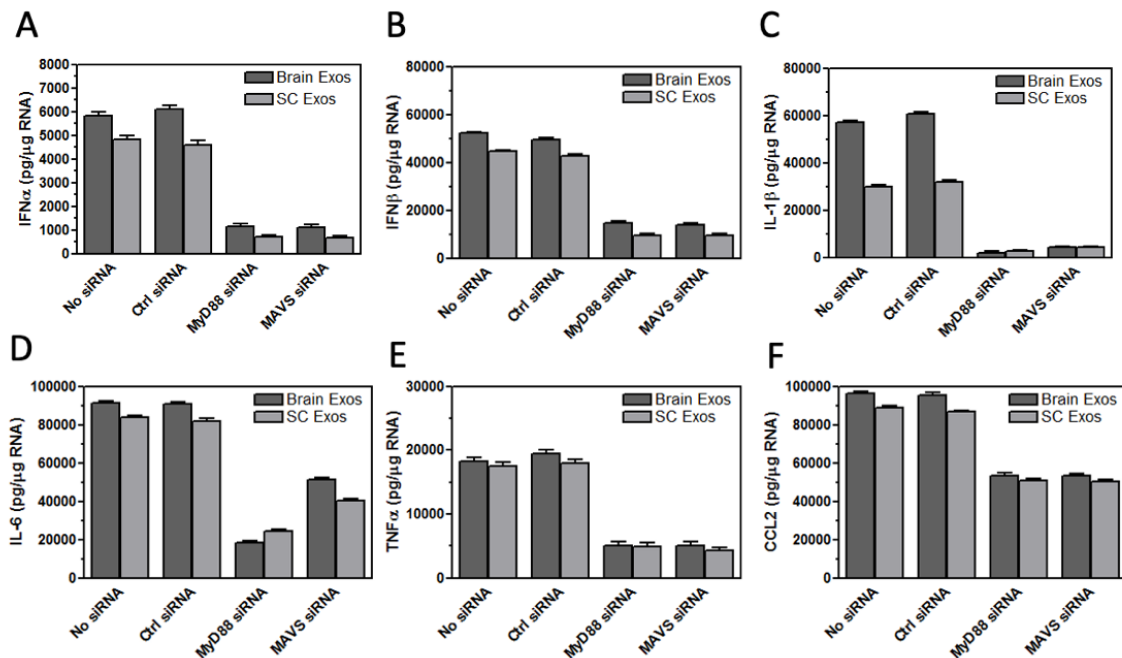 A
IFNα (pg/μg RNA)
8000
7000
6000
5000
4000
3000
2000
1000
0
Brain Exos
SC Exos
No siRNA
Ctrl siRNA
MyD88 siRNA
MAVS siRNA
B
IFNβ (pg/μg RNA)
80000
60000
40000
20000
0
Brain Exos
SC Exos
No siRNA
Ctrl siRNA
MyD88 siRNA
MAVS siRNA
C
IL-1β (pg/μg RNA)
80000
60000
40000
20000
0
Brain Exos
SC Exos
No siRNA
Ctrl siRNA
MyD88 siRNA
MAVS siRNA
D
IL-6 (pg/μg RNA)
100000
80000
60000
40000
20000
0
Brain Exos
SC Exos
No siRNA
Ctrl siRNA
MyD88 siRNA
MAVS siRNA
E
TNFα (pg/μg RNA)
30000
20000
10000
0
Brain Exos
SC Exos
No siRNA
Ctrl siRNA
MyD88 siRNA
MAVS siRNA
F
CCL2 (pg/μg RNA)
100000
80000
60000
40000
20000
0
Brain Exos
SC Exos
No siRNA
Ctrl siRNA
MyD88 siRNA
MAVS siRNA